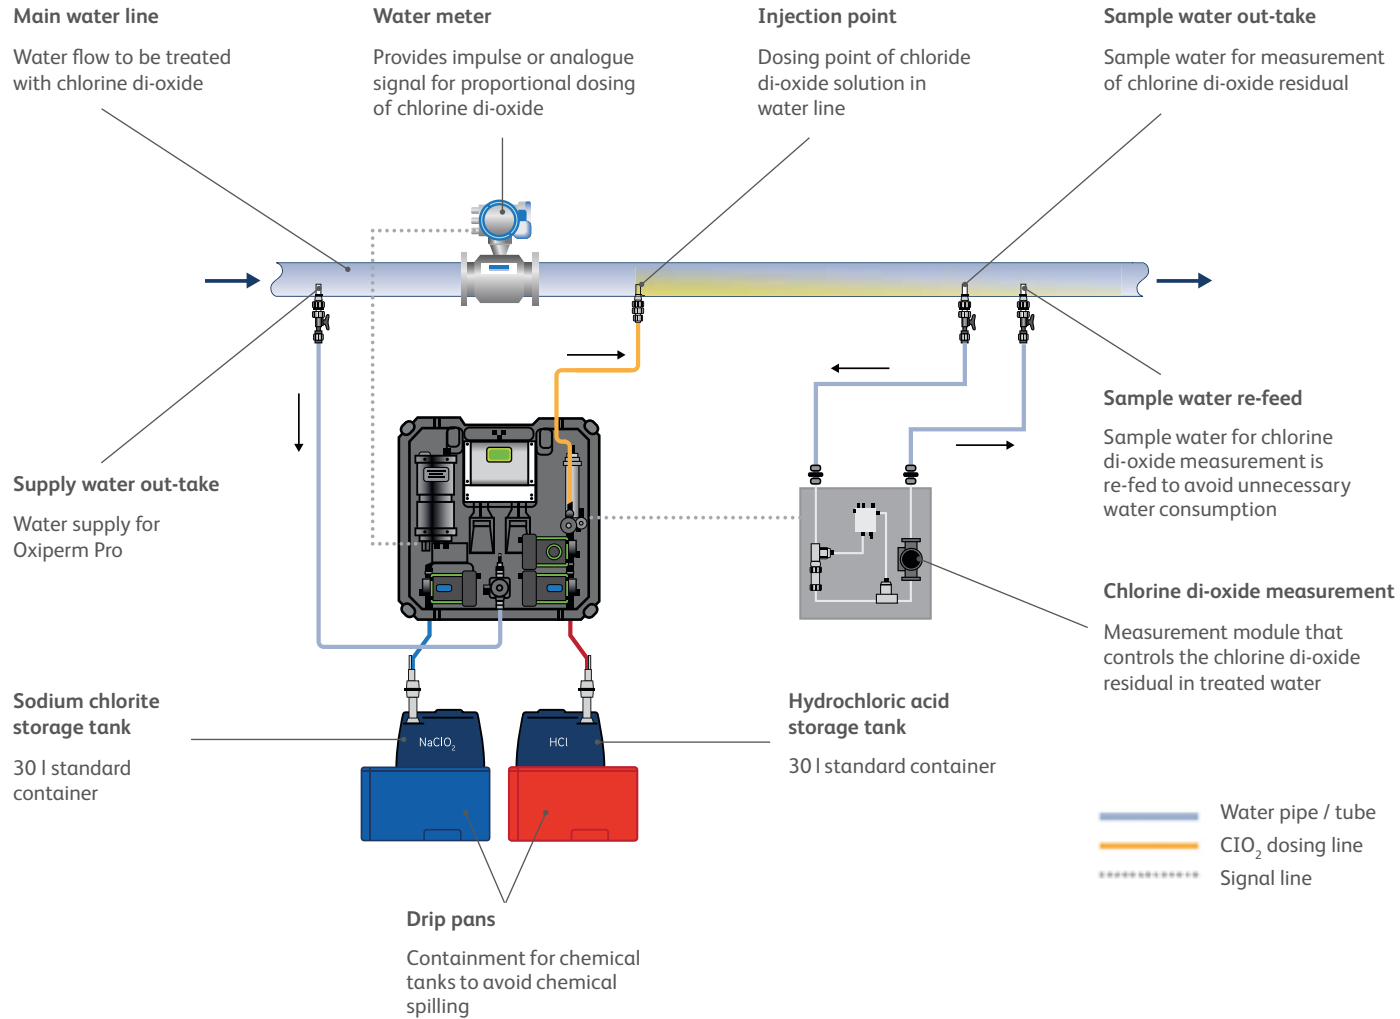 Main water line
Water flow to be treated
with chlorine di-oxide
Water meter
Provides impulse or analogue
signal for proportional dosing
of chlorine di-oxide
Injection point
Dosing point of chloride
di-oxide solution in
water line
Sample water out-take
Sample water for measurement
of chlorine di-oxide residual
Supply water out-take
Water supply for
Oxiperm Pro
Sample water re-feed
Sample water for chlorine
di-oxide measurement is
re-fed to avoid unnecessary
water consumption
Chlorine di-oxide measurement
Measurement module that
controls the chlorine di-oxide
residual in treated water
Sodium chlorite
storage tank
30 l standard
container
NaClO₂
HCl
Hydrochloric acid
storage tank
30 l standard container
Drip pans
Containment for chemical
tanks to avoid chemical
spilling
Water pipe / tube
ClO₂ dosing line
Signal line